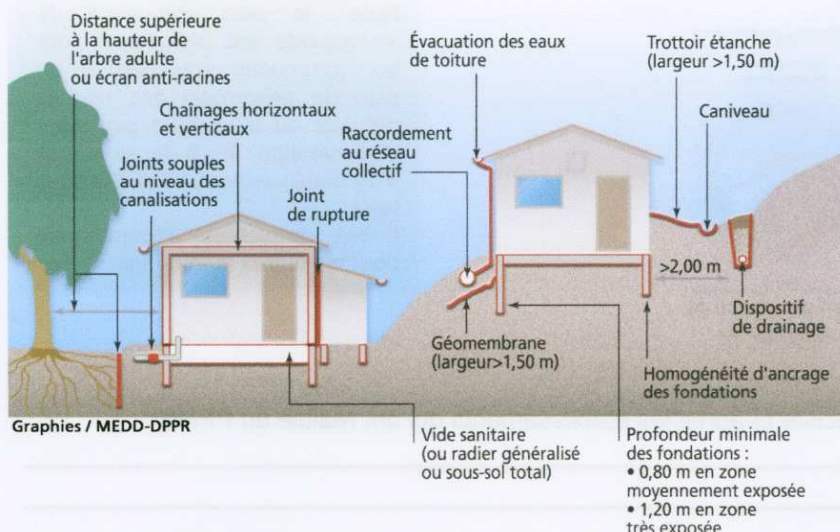 Distance supérieure
à la hauteur de
l'arbre adulte
ou écran anti-racines
Chaînages horizontaux
et verticaux
Joints souples
au niveau des
canalisations
Joint
de rupture
Évacuation des eaux
de toiture
Raccordement
au réseau
collectif
Trottoir étanche
(largeur >1,50 m)
Caniveau
>2,00 m
Dispositif
de drainage
Géomembrane
(largeur>1,50 m)
Homogénéité d'ancrage
des fondations
Graphies / MEDD-DPPR
Vide sanitaire
(ou radier généralisé
ou sous-sol total)
Profondeur minimale
des fondations :
• 0,80 m en zone
moyennement exposée
• 1,20 m en zone
très exposée